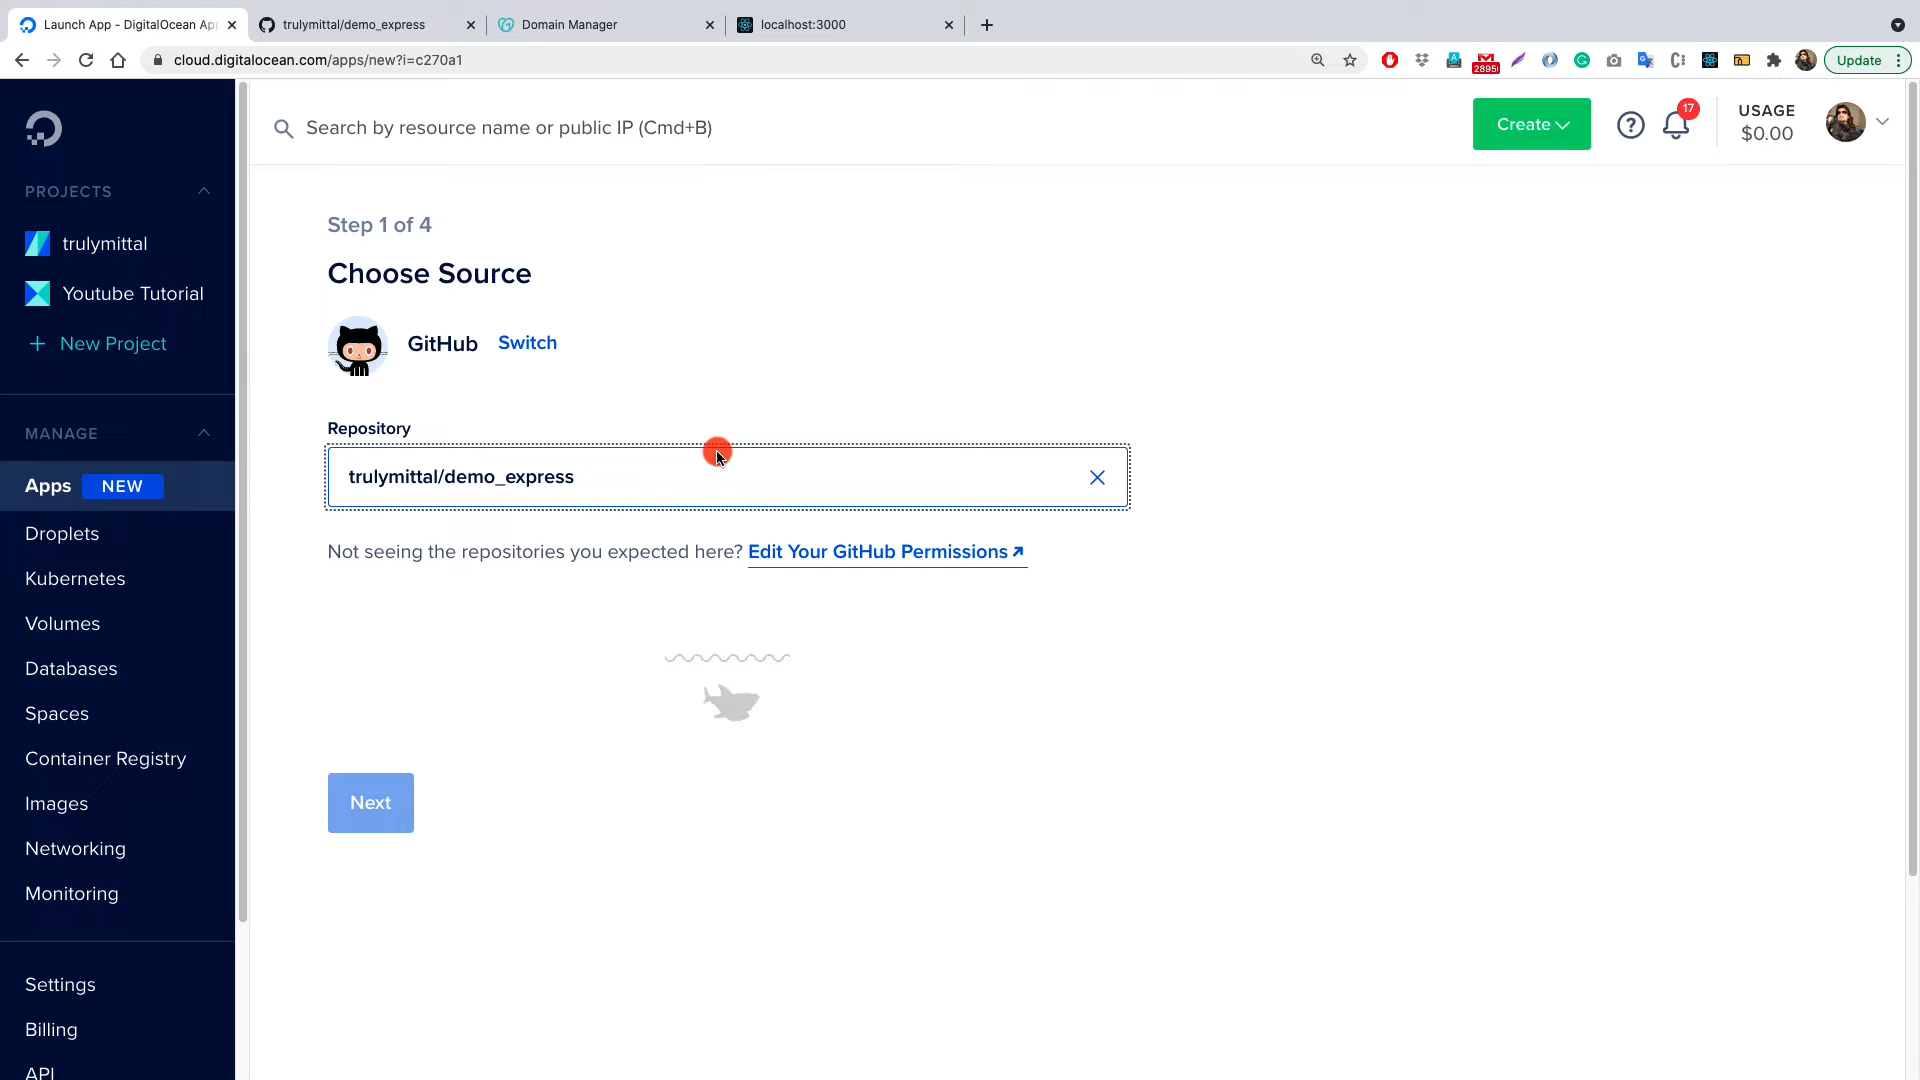 Launch App - DigitalOcean Ap
trulymittal/demo_express
Domain Manager
localhost:3000
cloud.digitalocean.com/apps/new?i=c270a1
2895
Update
Search by resource name or public IP (Cmd+B)
Create
17
USAGE
$0.00
PROJECTS
trulymittal
Youtube Tutorial
New Project
MANAGE
Apps NEW
Droplets
Kubernetes
Volumes
Databases
Spaces
Container Registry
Images
Networking
Monitoring
Settings
Billing
API
Step 1 of 4
Choose Source
GitHub Switch
Repository
trulymittal/demo_express
Not seeing the repositories you expected here? Edit Your GitHub Permissions
Next